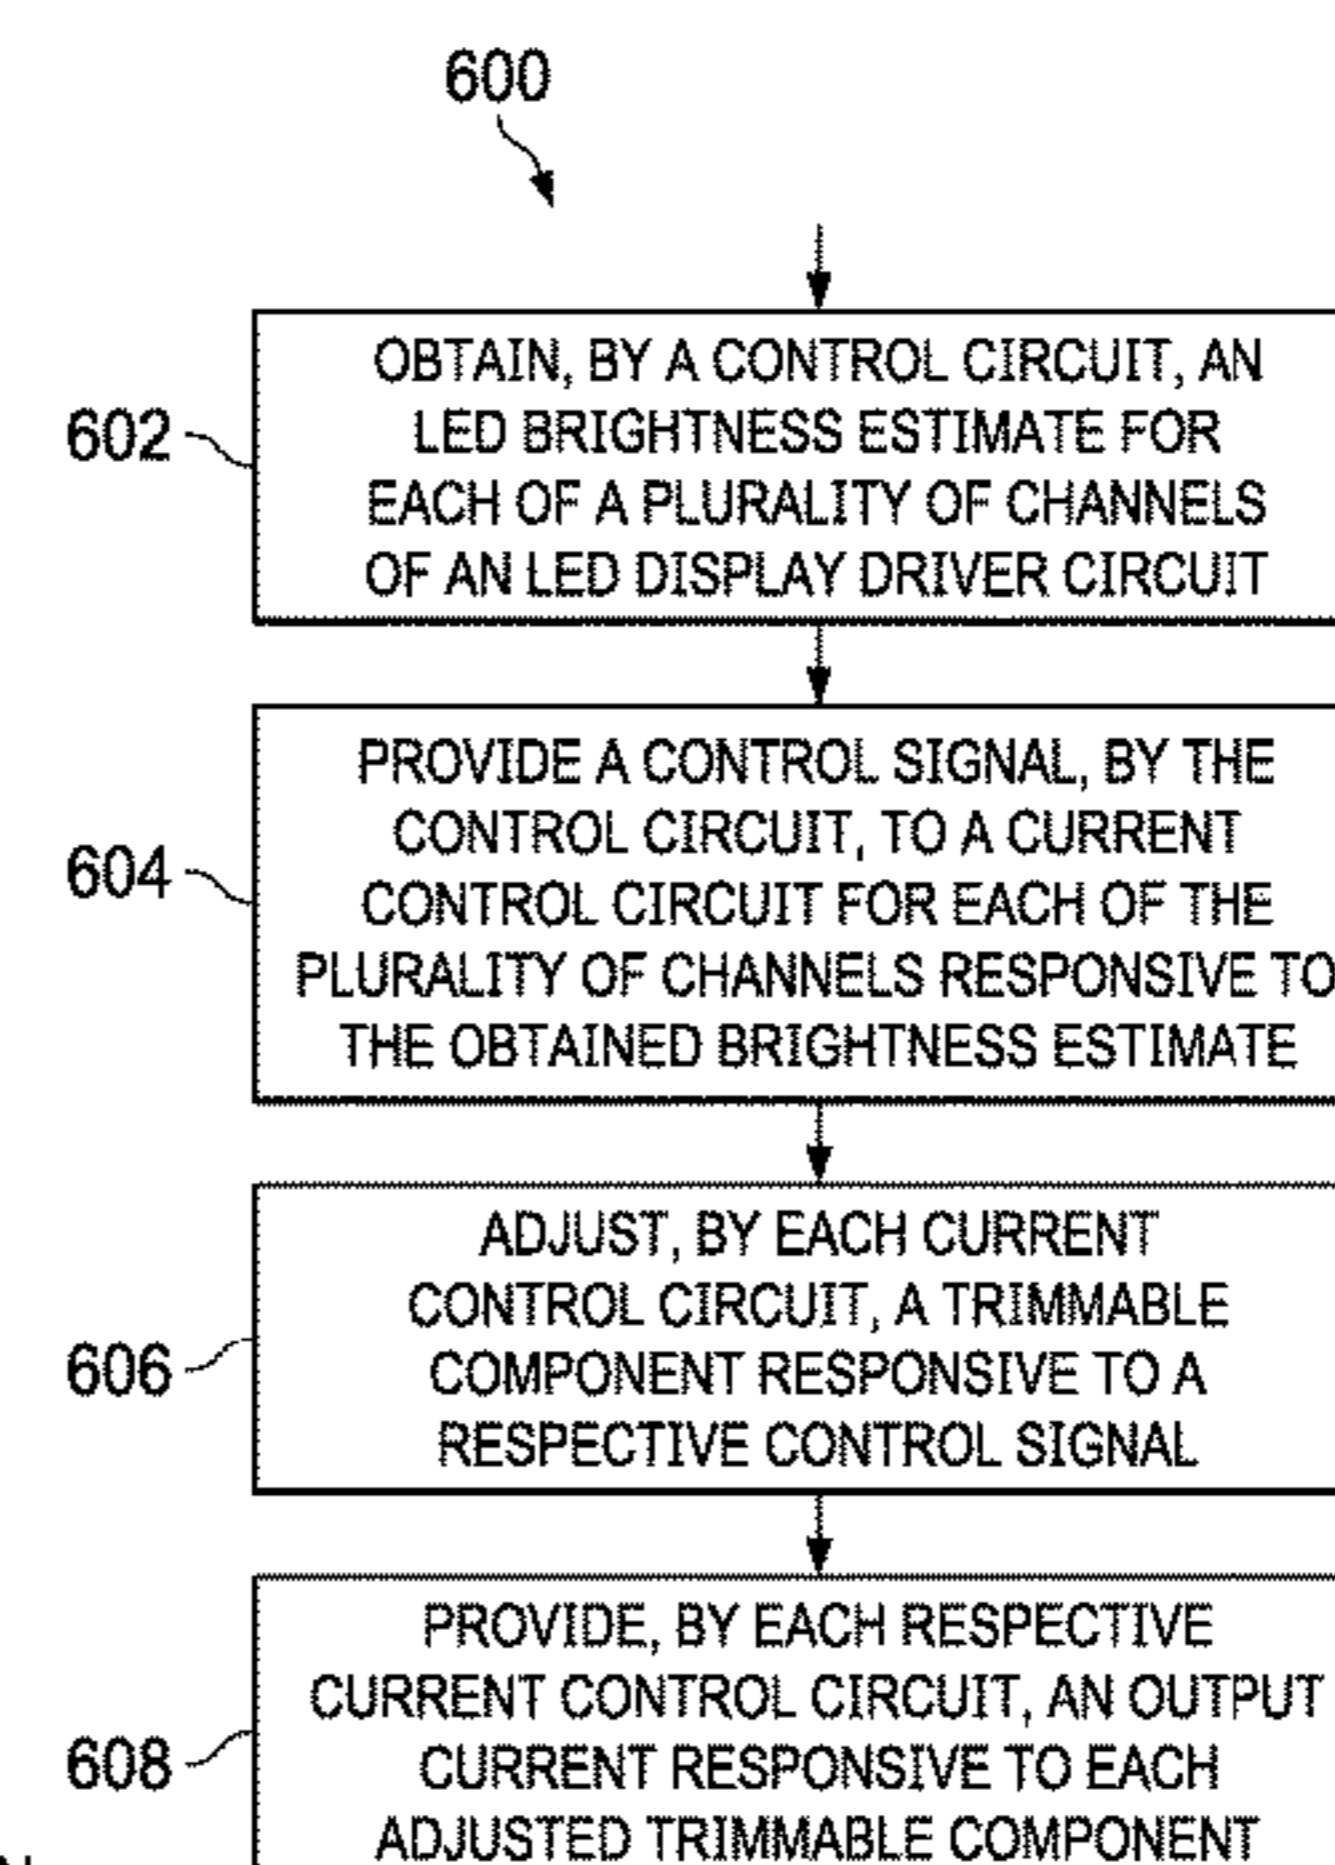 600
602
OBTAIN, BY A CONTROL CIRCUIT, AN
LED BRIGHTNESS ESTIMATE FOR
EACH OF A PLURALITY OF CHANNELS
OF AN LED DISPLAY DRIVER CIRCUIT
604
PROVIDE A CONTROL SIGNAL, BY THE
CONTROL CIRCUIT, TO A CURRENT
CONTROL CIRCUIT FOR EACH OF THE
PLURALITY OF CHANNELS RESPONSIVE TO
THE OBTAINED BRIGHTNESS ESTIMATE
606
ADJUST, BY EACH CURRENT
CONTROL CIRCUIT, A TRIMMABLE
COMPONENT RESPONSIVE TO A
RESPECTIVE CONTROL SIGNAL
608
PROVIDE, BY EACH RESPECTIVE
CURRENT CONTROL CIRCUIT, AN OUTPUT
CURRENT RESPONSIVE TO EACH
ADJUSTED TRIMMABLE COMPONENT